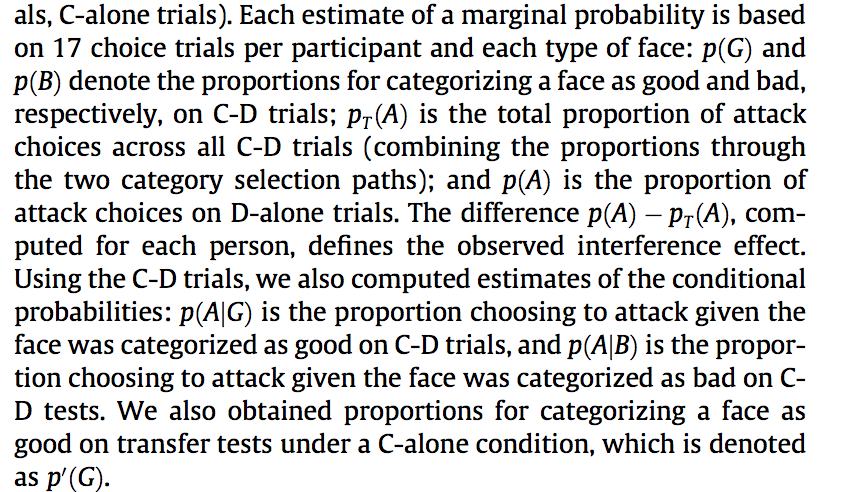 als, C-alone trials). Each estimate of a marginal probability is based
on 17 choice trials per participant and each type of face: p(G) and
p(B) denote the proportions for categorizing a face as good and bad,
respectively, on C-D trials; p_T(A) is the total proportion of attack
choices across all C-D trials (combining the proportions through
the two category selection paths); and p(A) is the proportion of
attack choices on D-alone trials. The difference p(A) − p_T(A), com-
puted for each person, defines the observed interference effect.
Using the C-D trials, we also computed estimates of the conditional
probabilities: p(A|G) is the proportion choosing to attack given the
face was categorized as good on C-D trials, and p(A|B) is the propor-
tion choosing to attack given the face was categorized as bad on C-
D tests. We also obtained proportions for categorizing a face as
good on transfer tests under a C-alone condition, which is denoted
as p′(G).